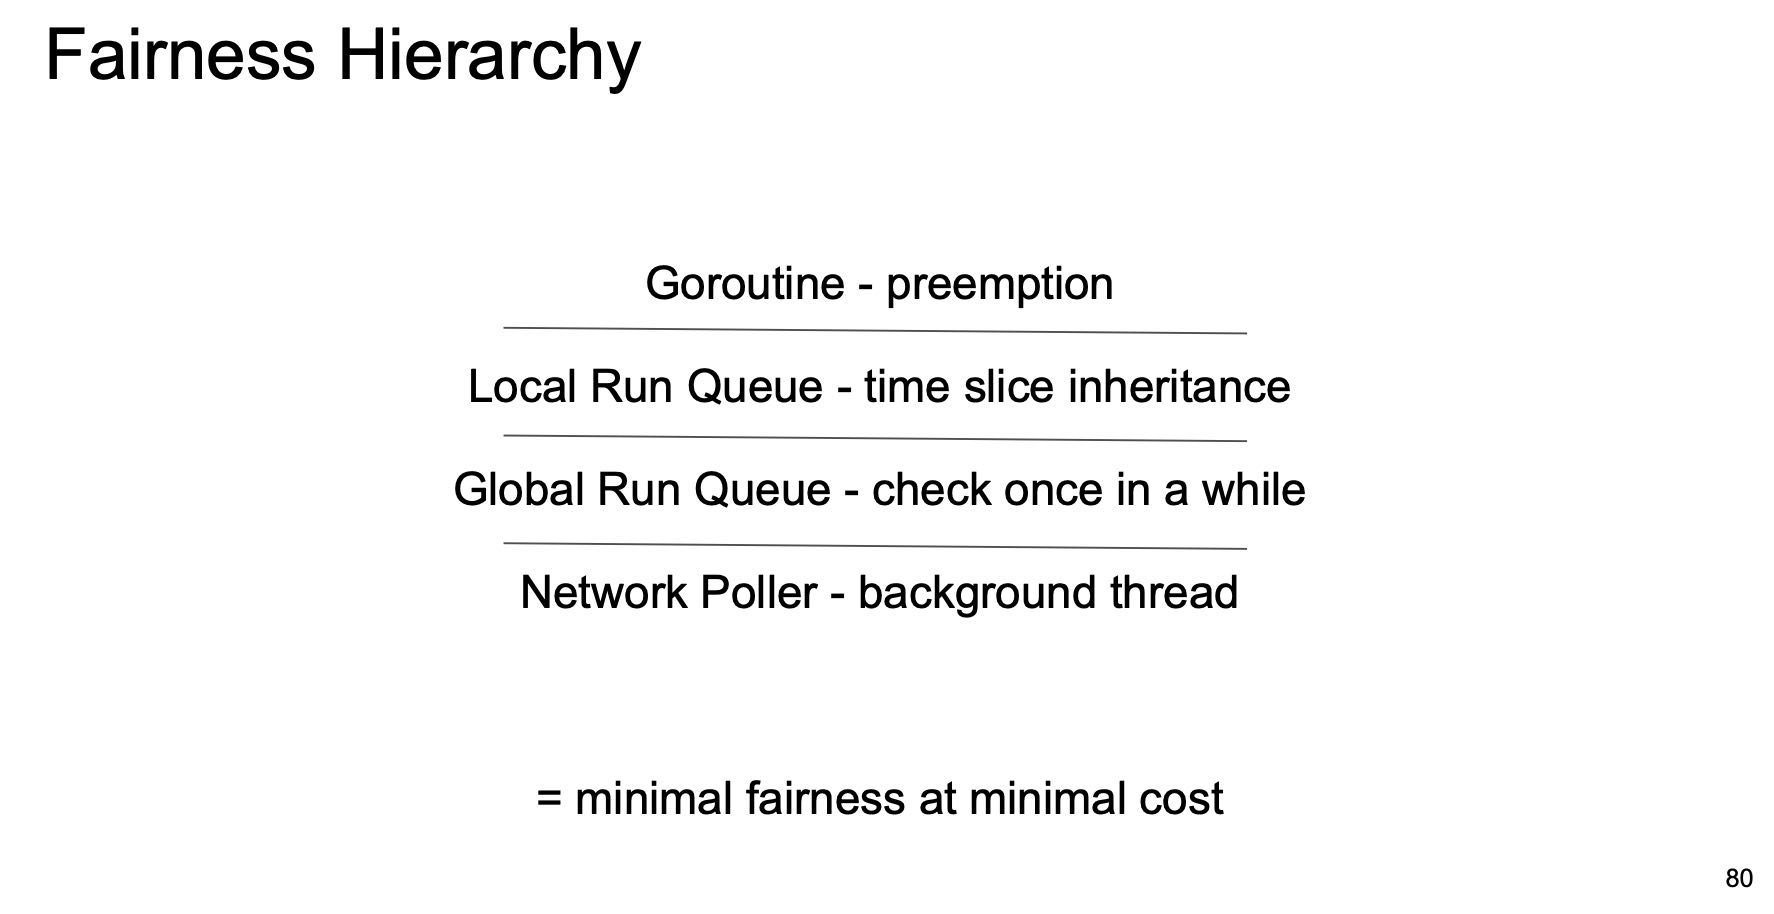 Fairness Hierarchy
Goroutine - preemption
Local Run Queue - time slice inheritance
Global Run Queue - check once in a while
Network Poller - background thread
= minimal fairness at minimal cost
80